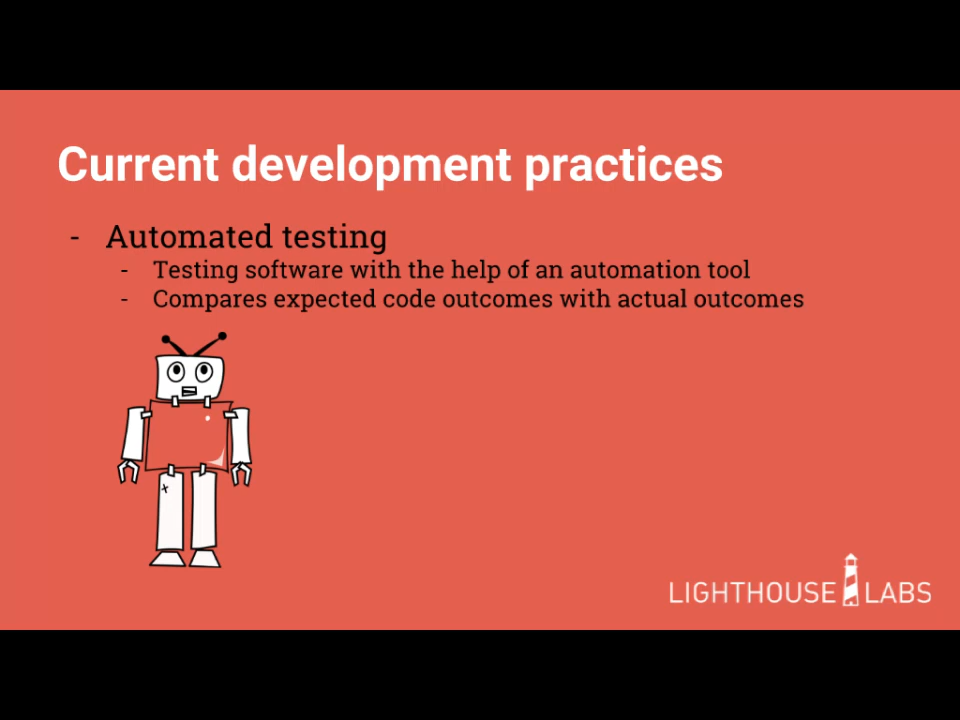 Current development practices
- Automated testing
- Testing software with the help of an automation tool
- Compares expected code outcomes with actual outcomes
LIGHTHOUSE LABS